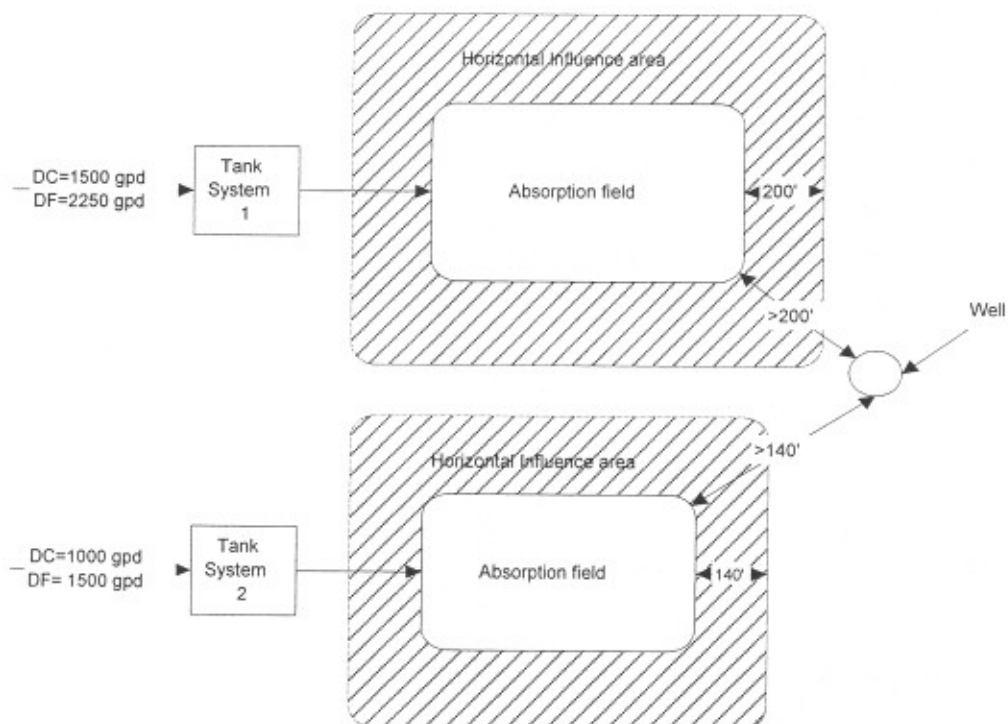 Horizontal Influence area
DC=1500 gpd
DF=2250 gpd
Tank
System
1
Absorption field
200'
>200'
Well
>140'
Horizontal Influence area
DC=1000 gpd
DF= 1500 gpd
Tank
System
2
Absorption field
140'